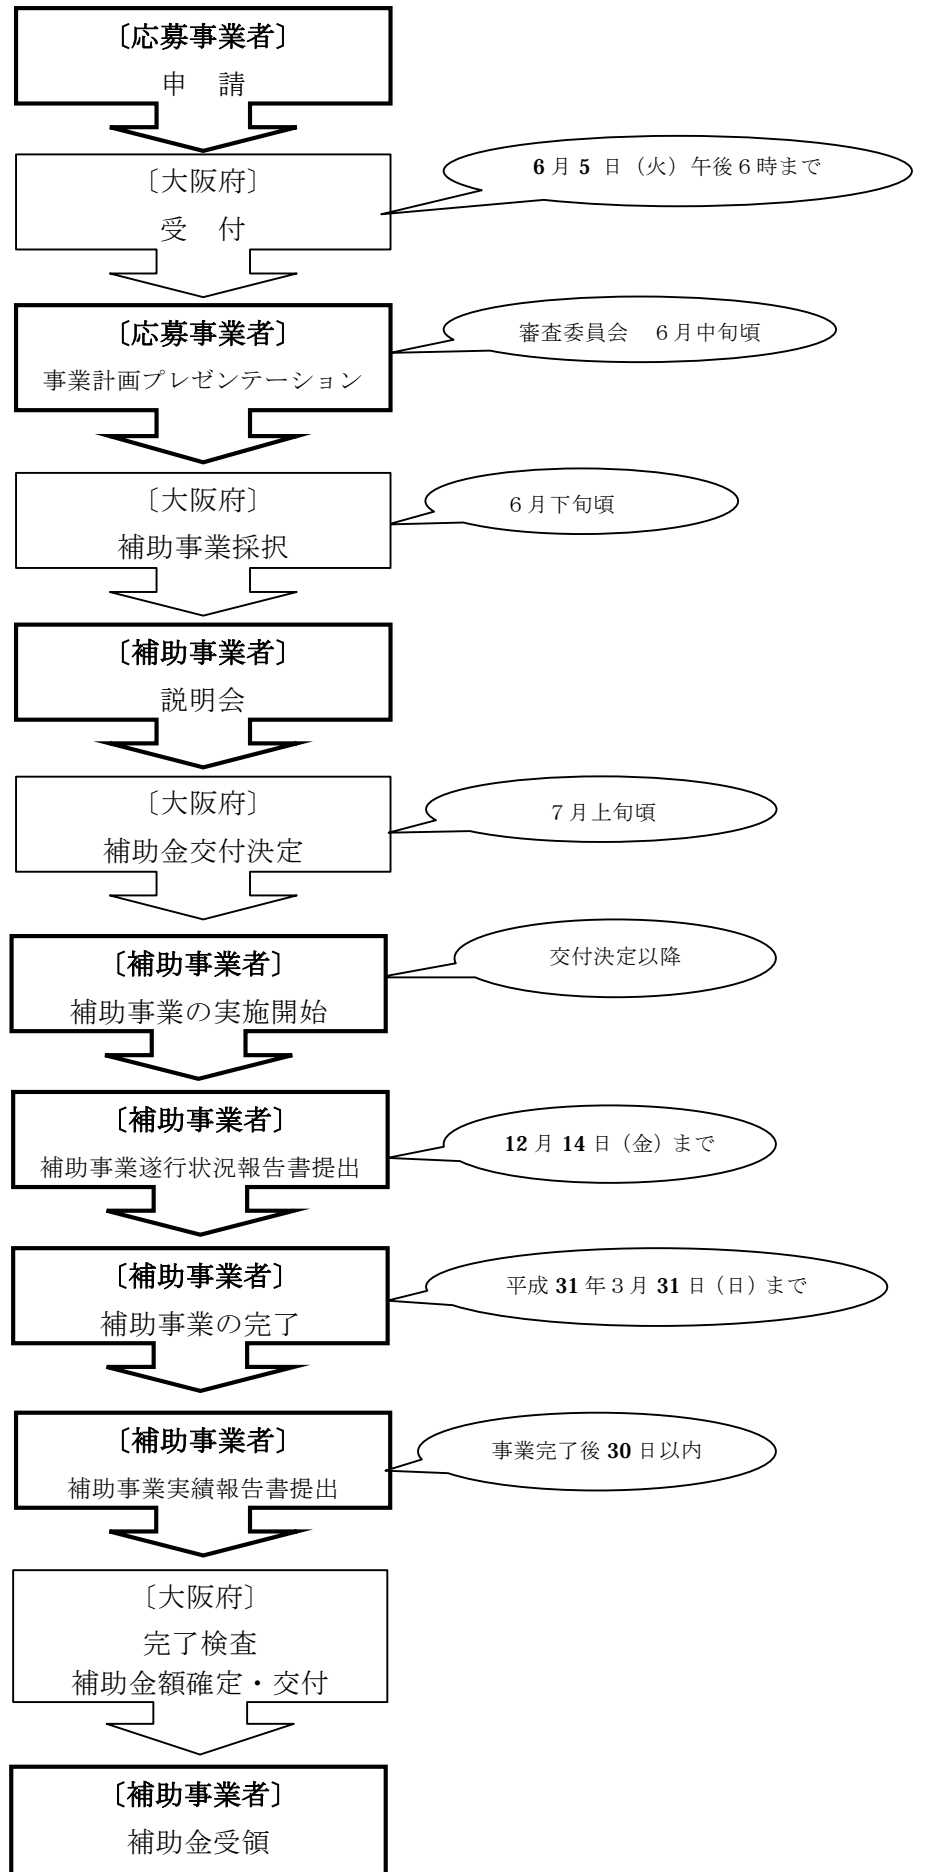 〔応募事業者〕
申　請
〔大阪府〕
受　付
6 月 5 日（火）午後６時まで
〔応募事業者〕
事業計画プレゼンテーション
審査委員会　６月中旬頃
〔大阪府〕
補助事業採択
６月下旬頃
〔補助事業者〕
説明会
〔大阪府〕
補助金交付決定
７月上旬頃
〔補助事業者〕
補助事業の実施開始
交付決定以降
〔補助事業者〕
補助事業遂行状況報告書提出
12 月 14 日（金）まで
〔補助事業者〕
補助事業の完了
平成 31 年３月 31 日（日）まで
〔補助事業者〕
補助事業実績報告書提出
事業完了後 30 日以内
〔大阪府〕
完了検査
補助金額確定・交付
〔補助事業者〕
補助金受領